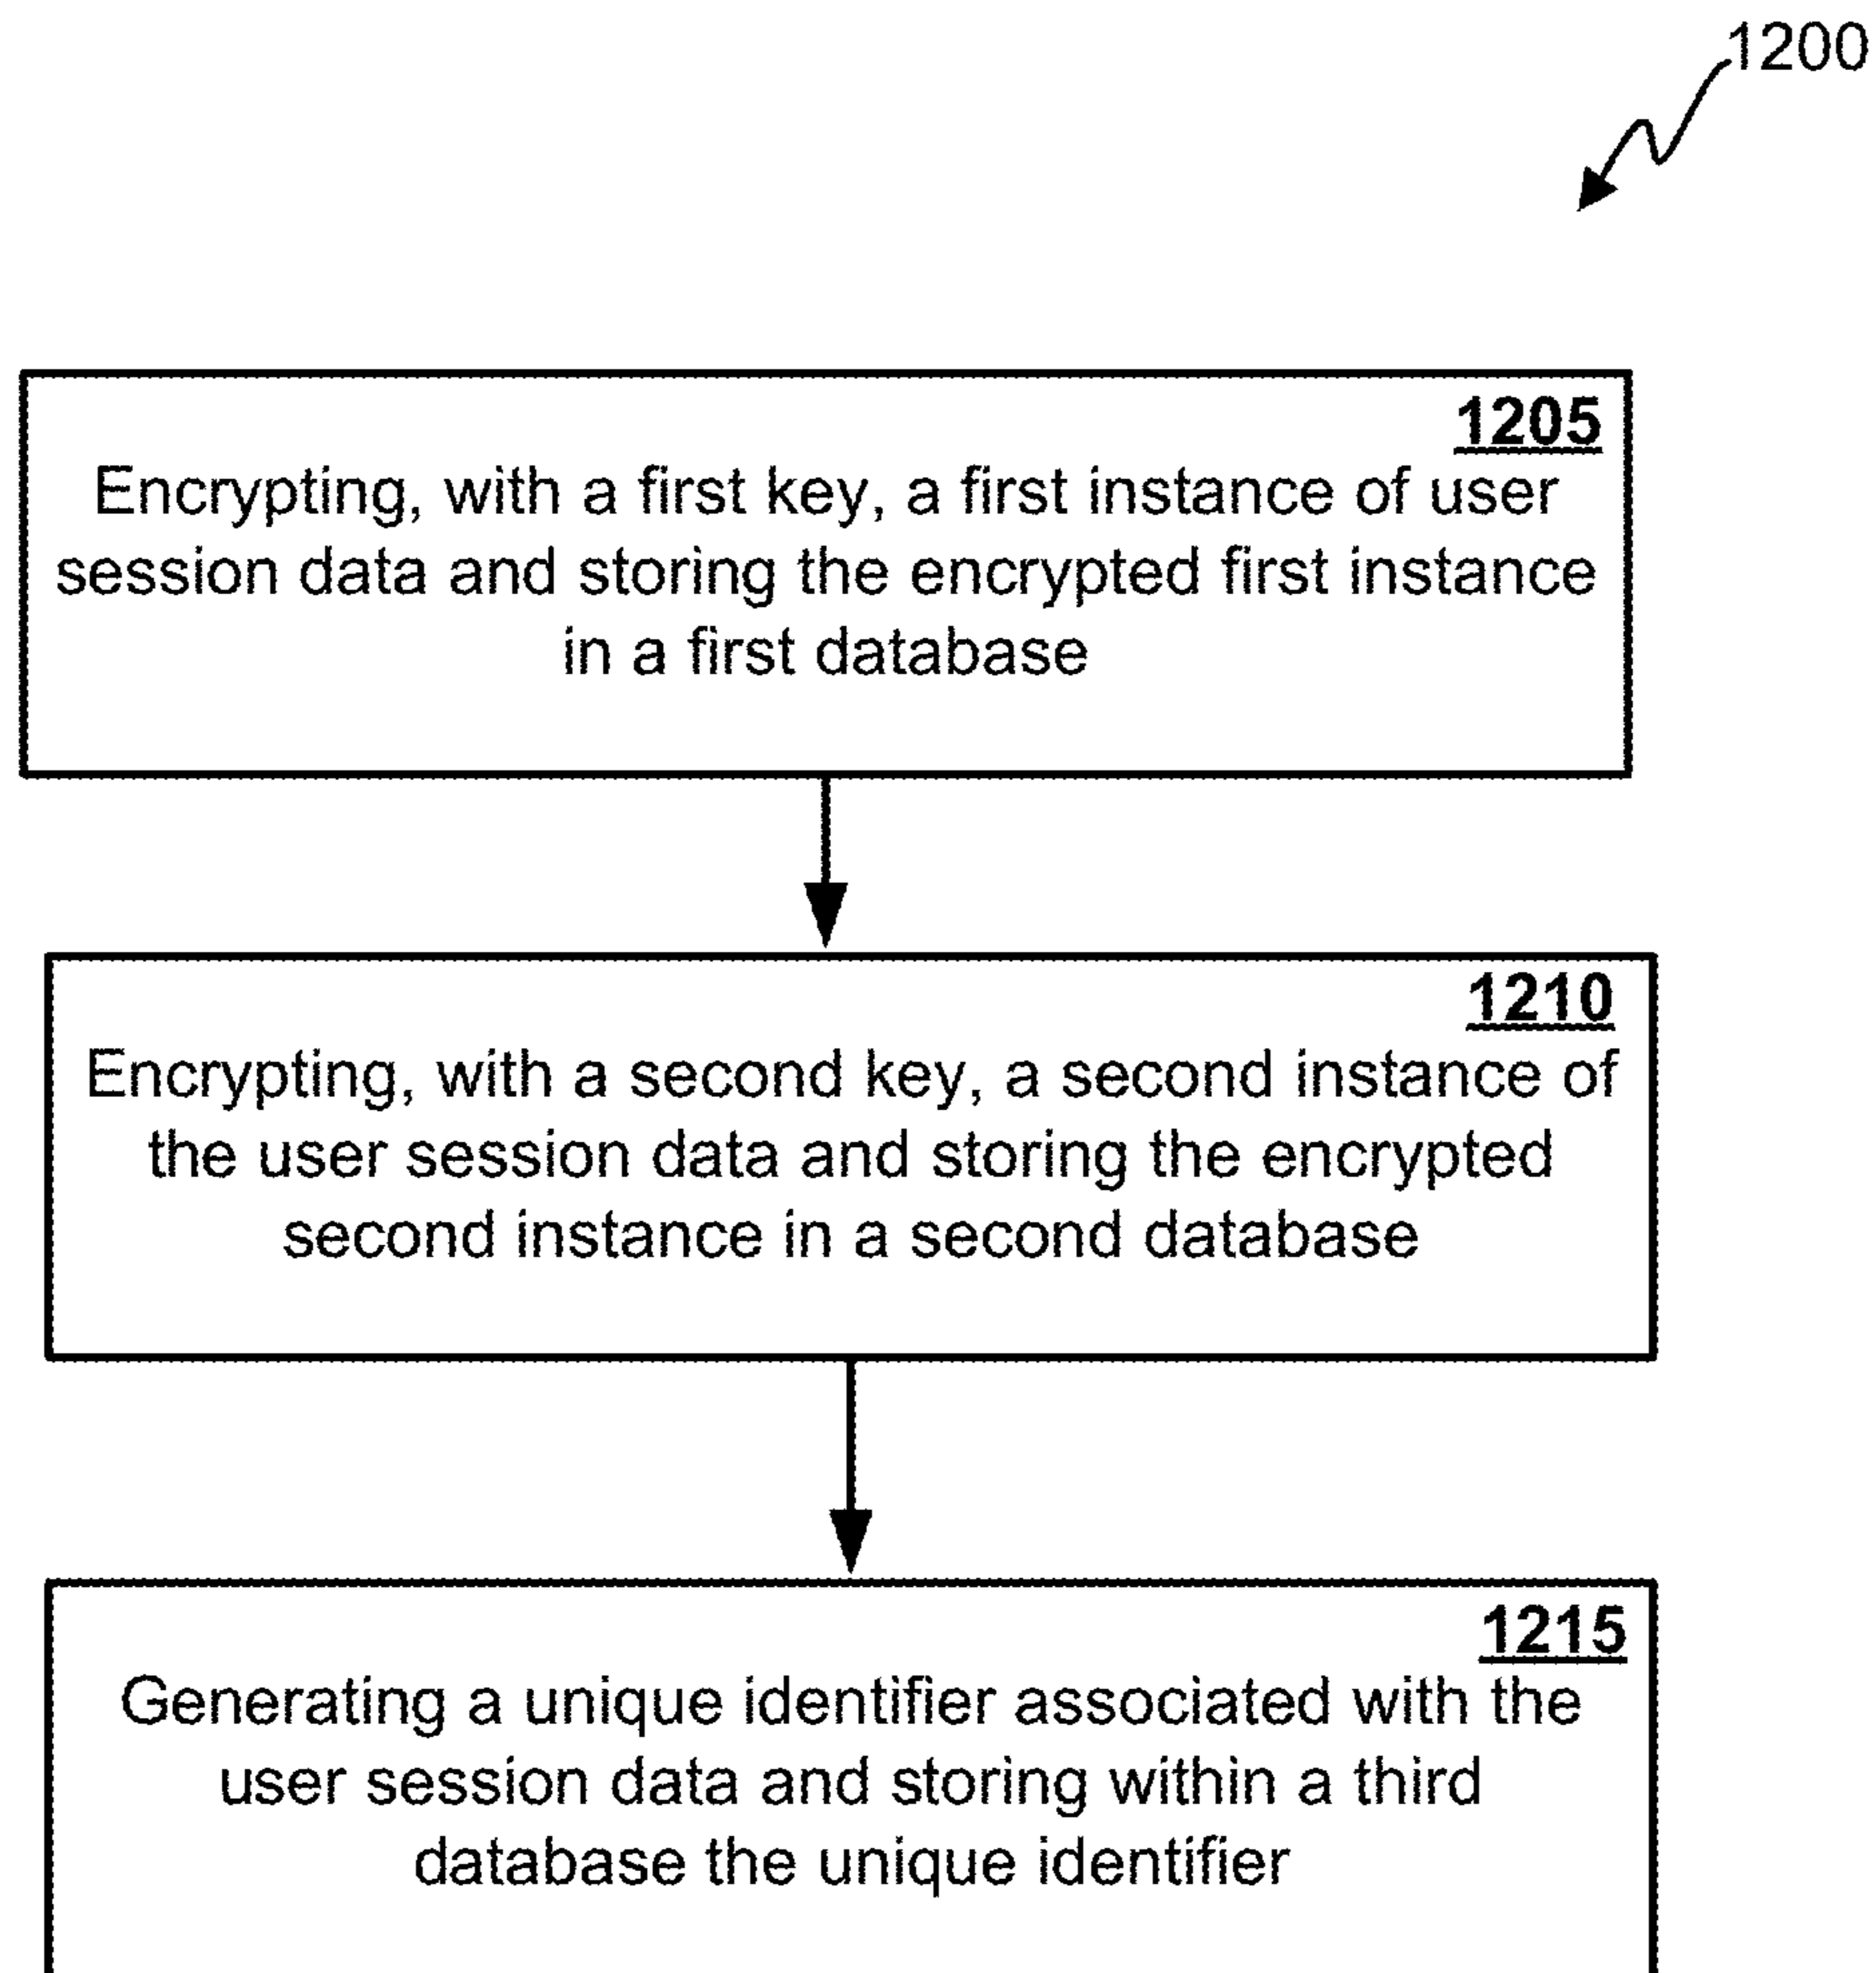 1200
1205
Encrypting, with a first key, a first instance of user
session data and storing the encrypted first instance
in a first database
1210
Encrypting, with a second key, a second instance of
the user session data and storing the encrypted
second instance in a second database
1215
Generating a unique identifier associated with the
user session data and storing within a third
database the unique identifier